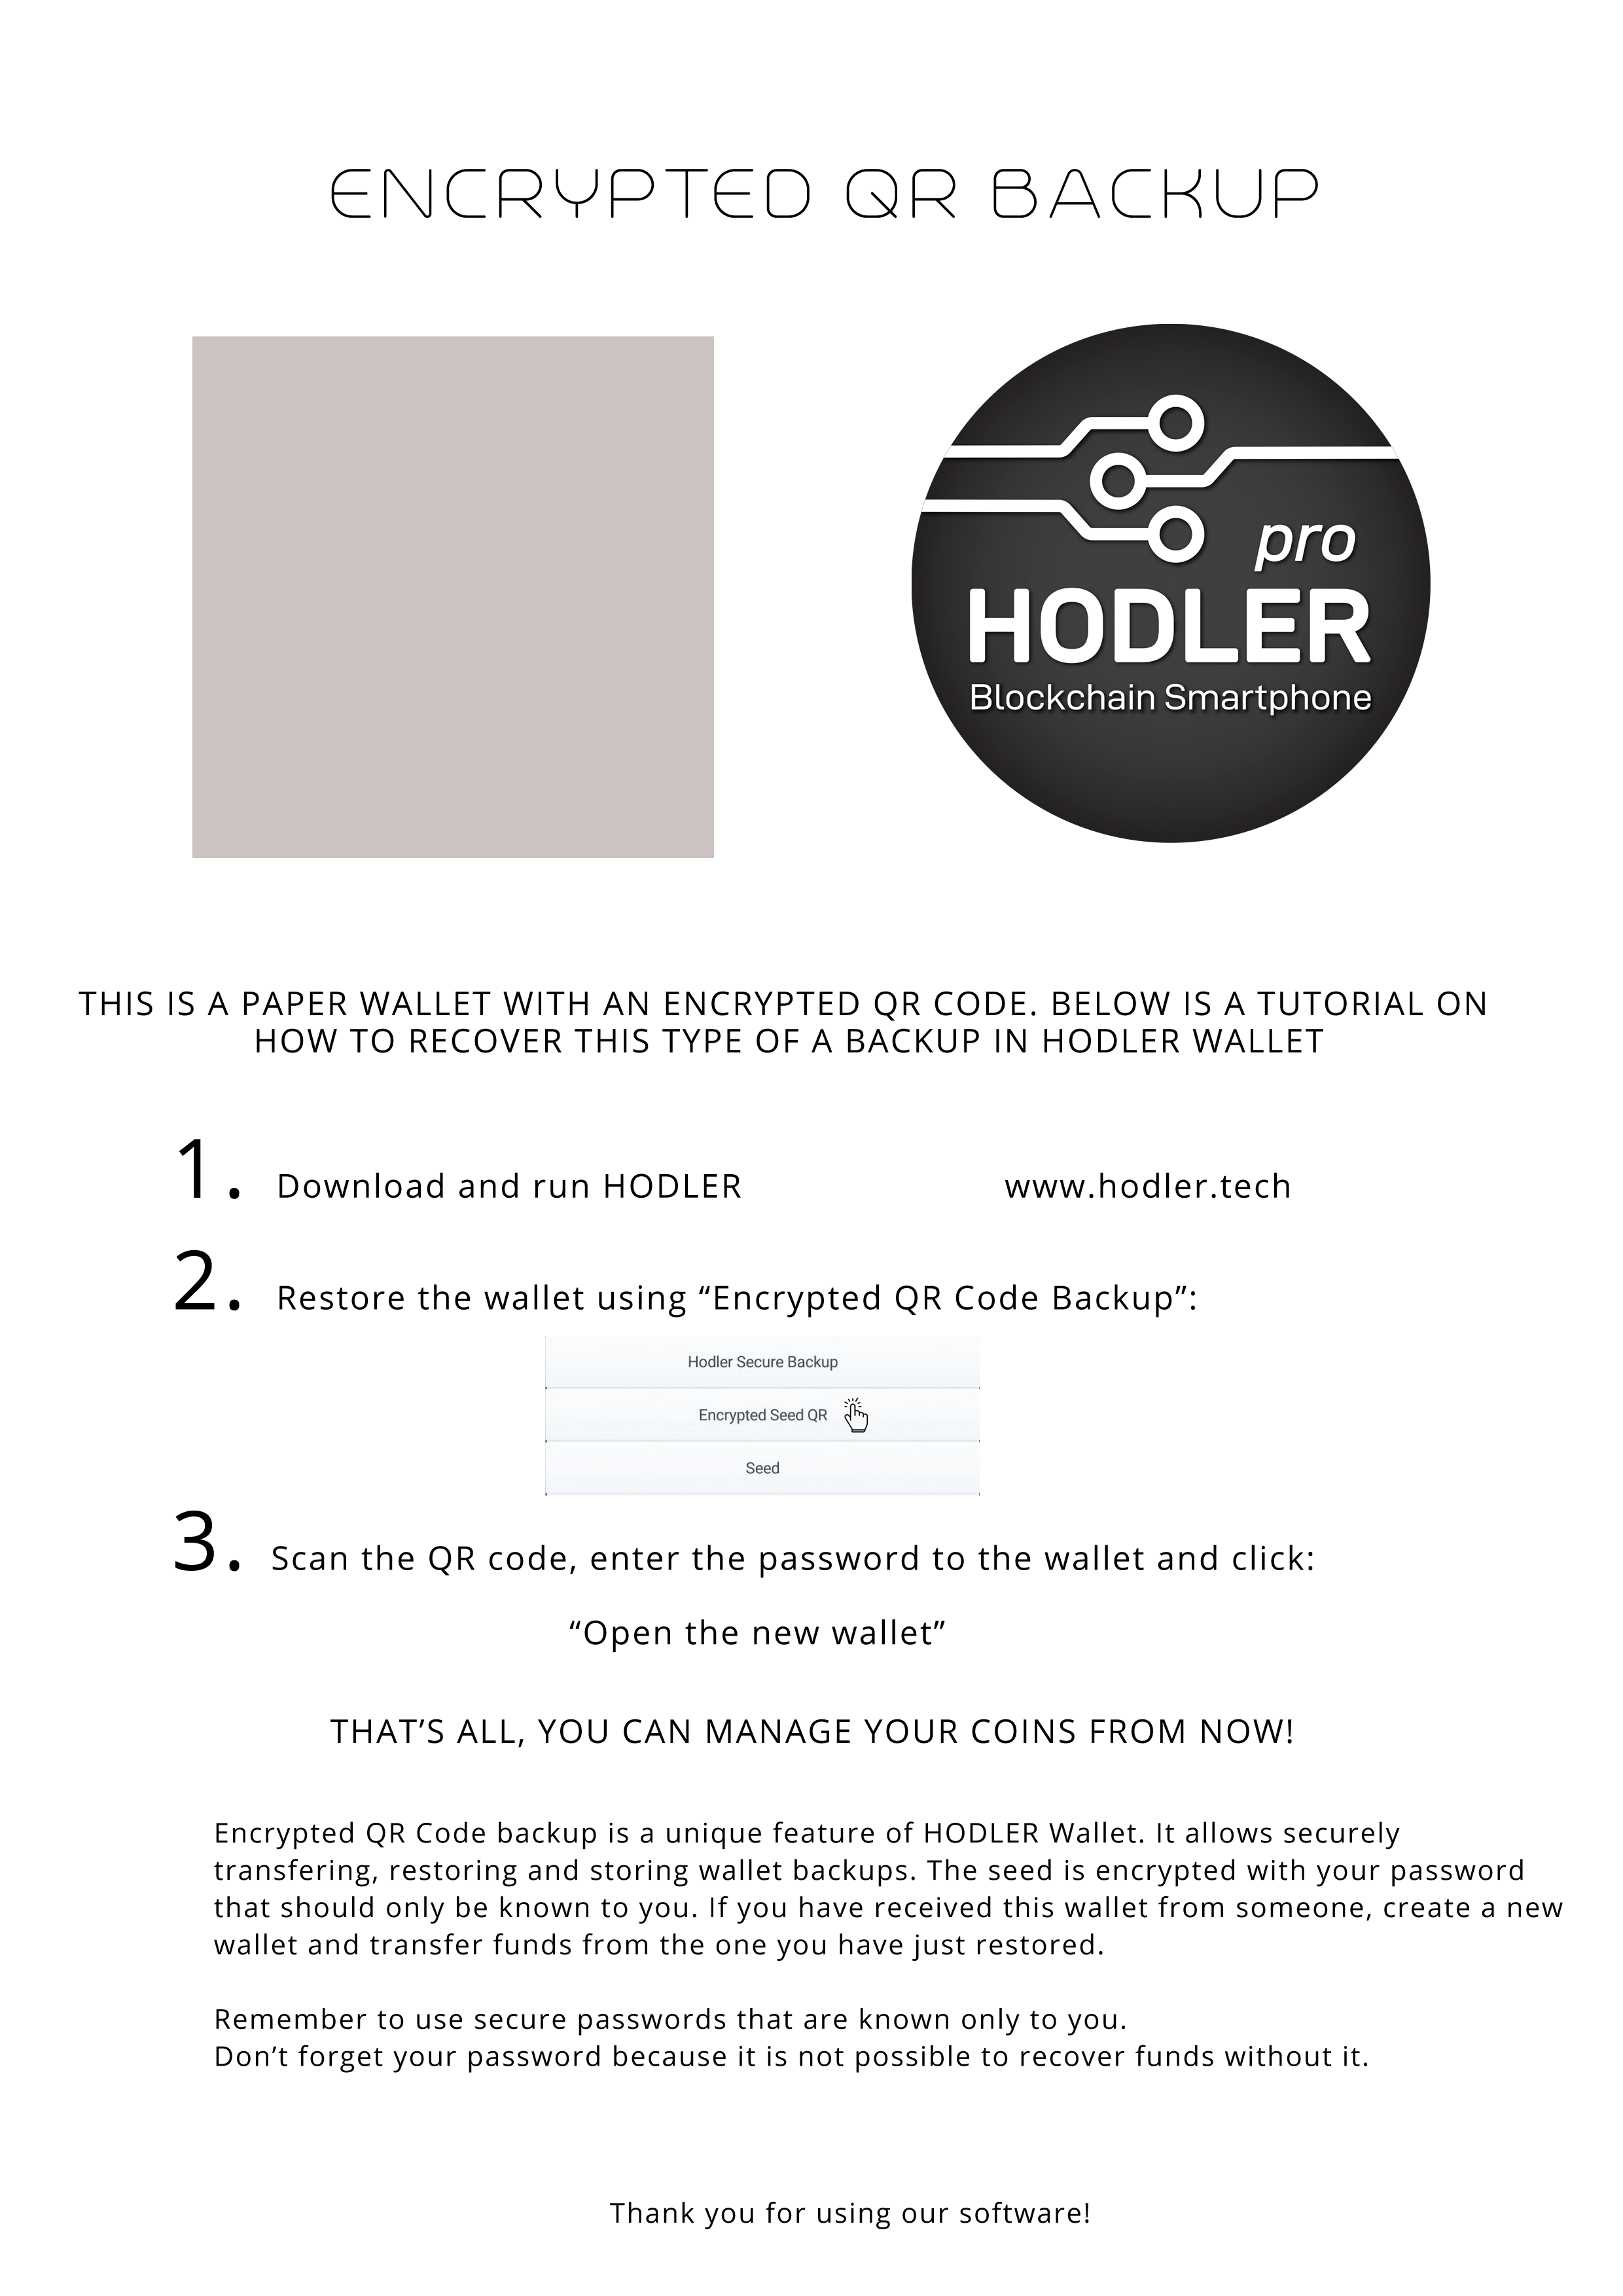 ENCRYPTED QR BACKUP
pro
HODLER
Blockchain Smartphone
THIS IS A PAPER WALLET WITH AN ENCRYPTED QR CODE. BELOW IS A TUTORIAL ON
HOW TO RECOVER THIS TYPE OF A BACKUP IN HODLER WALLET
1. Download and run HODLER www.hodler.tech
2. Restore the wallet using “Encrypted QR Code Backup”:
Hodler Secure Backup
Encrypted Seed QR
Seed
3. Scan the QR code, enter the password to the wallet and click:
“Open the new wallet”
THAT’S ALL, YOU CAN MANAGE YOUR COINS FROM NOW!
Encrypted QR Code backup is a unique feature of HODLER Wallet. It allows securely
transfering, restoring and storing wallet backups. The seed is encrypted with your password
that should only be known to you. If you have received this wallet from someone, create a new
wallet and transfer funds from the one you have just restored.
Remember to use secure passwords that are known only to you.
Don’t forget your password because it is not possible to recover funds without it.
Thank you for using our software!